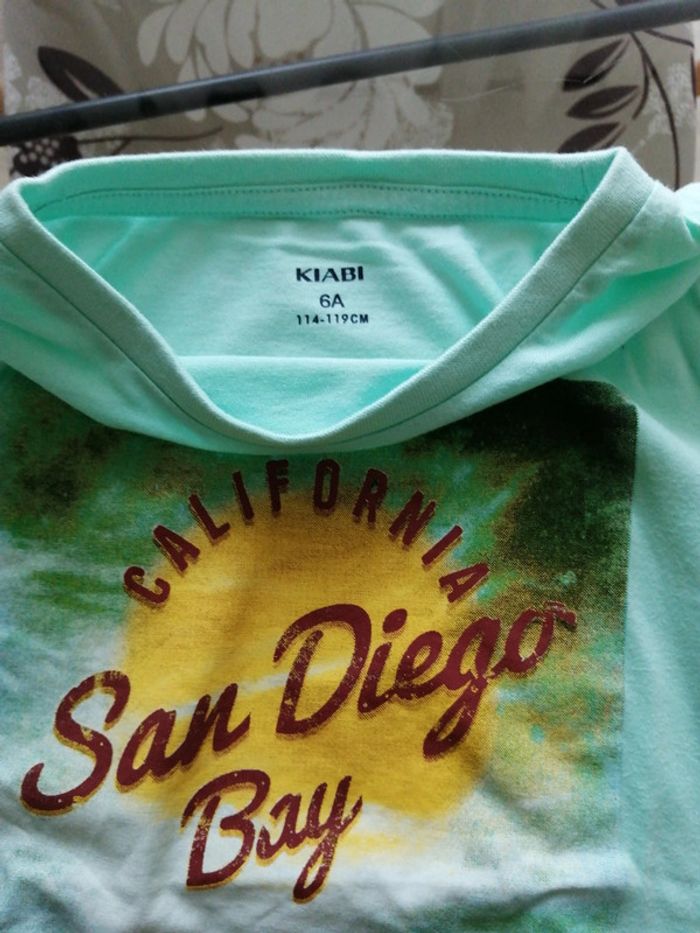 KIABI
6A
114-119CM
CALIFORNIA
San Diego
Bay